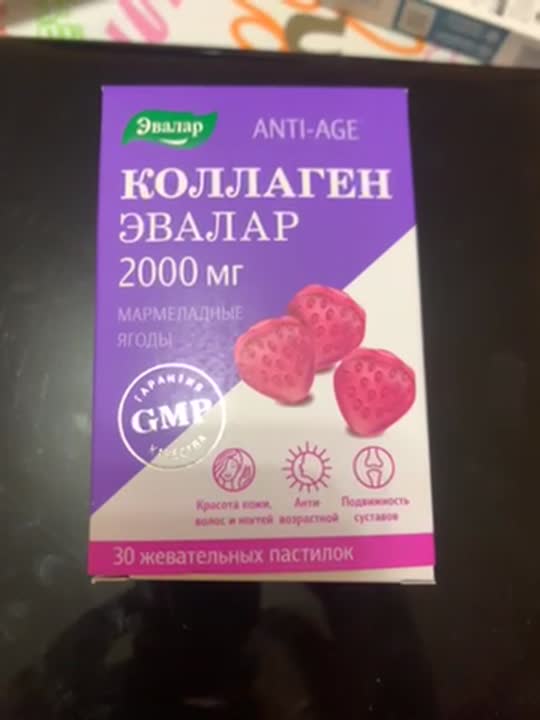 Эвалар
ANTI-AGE
КОЛЛАГЕН
ЭВАЛАР
2000 мг
МАРМЕЛАДНЫЕ
ЯГОДЫ
ГАРАНТИЯ
GMP
КАЧЕСТВА
Красота кожи,
волос и ногтей
Анти-
возрастной
Подвижность
суставов
30 жевательных пастилок